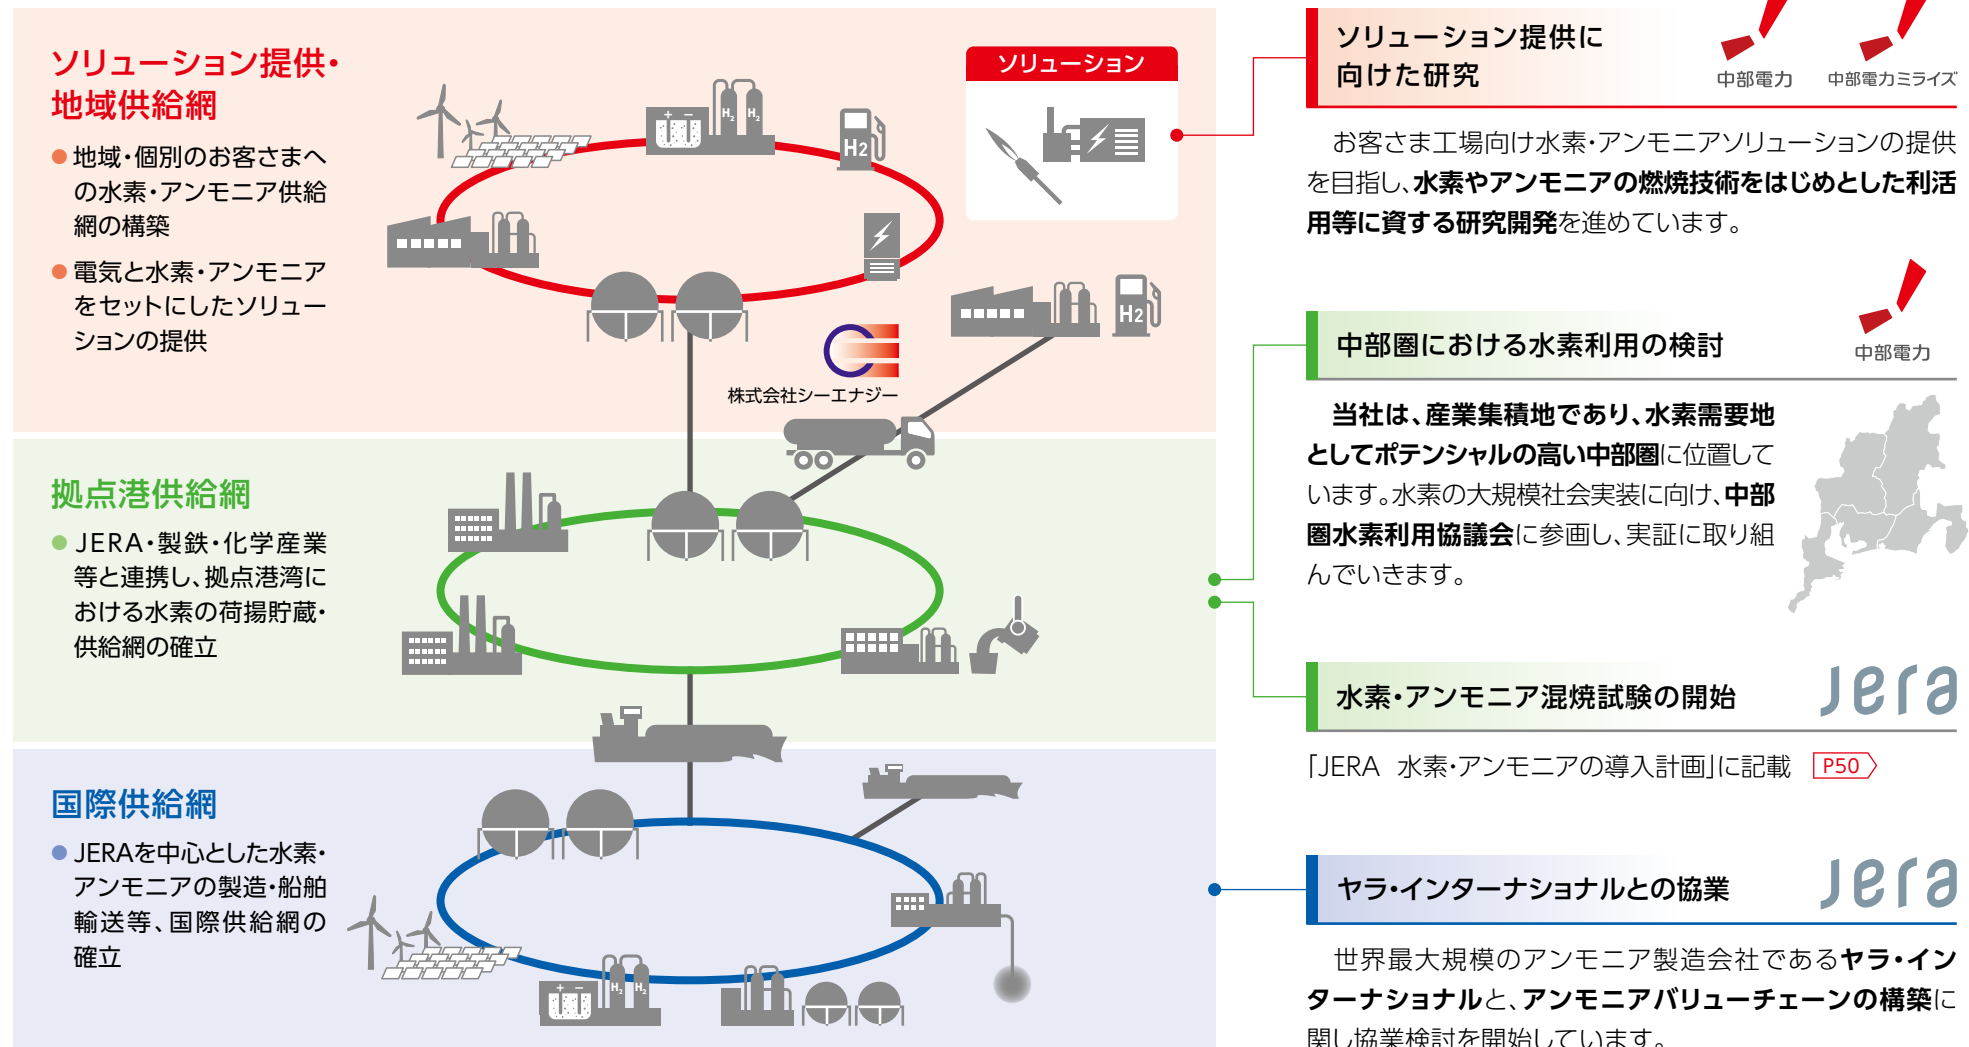 ソリューション提供・
地域供給網
●地域・個別のお客さまへ
の水素・アンモニア供給
網の構築
●電気と水素・アンモニア
をセットにしたソリュー
ションの提供
＋ −
H₂ H₂
H2
ソリューション
H2
株式会社シーエナジー
拠点港供給網
●JERA・製鉄・化学産業
等と連携し、拠点港湾に
おける水素の荷揚貯蔵・
供給網の確立
国際供給網
●JERAを中心とした水素・
アンモニアの製造・船舶
輸送等、国際供給網の
確立
＋ −
H₂ H₂
ソリューション提供に
向けた研究
中部電力 中部電力ミライズ
お客さま工場向け水素・アンモニアソリューションの提供
を目指し、水素やアンモニアの燃焼技術をはじめとした利活
用等に資する研究開発を進めています。
中部圏における水素利用の検討
中部電力
当社は、産業集積地であり、水素需要地
としてポテンシャルの高い中部圏に位置して
います。水素の大規模社会実装に向け、中部
圏水素利用協議会に参画し、実証に取り組
んでいきます。
水素・アンモニア混焼試験の開始
Jera
「JERA 水素・アンモニアの導入計画」に記載 P50
ヤラ・インターナショナルとの協業
Jera
世界最大規模のアンモニア製造会社であるヤラ・イン
ターナショナルと、アンモニアバリューチェーンの構築に
関し協業検討を開始しています。